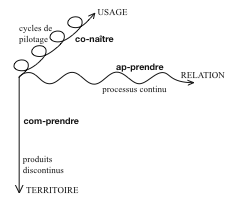 USAGE
cycles de
pilotage
co-naître
ap-prendre
RELATION
processus continu
com-prendre
produits
discontinus
TERRITOIRE